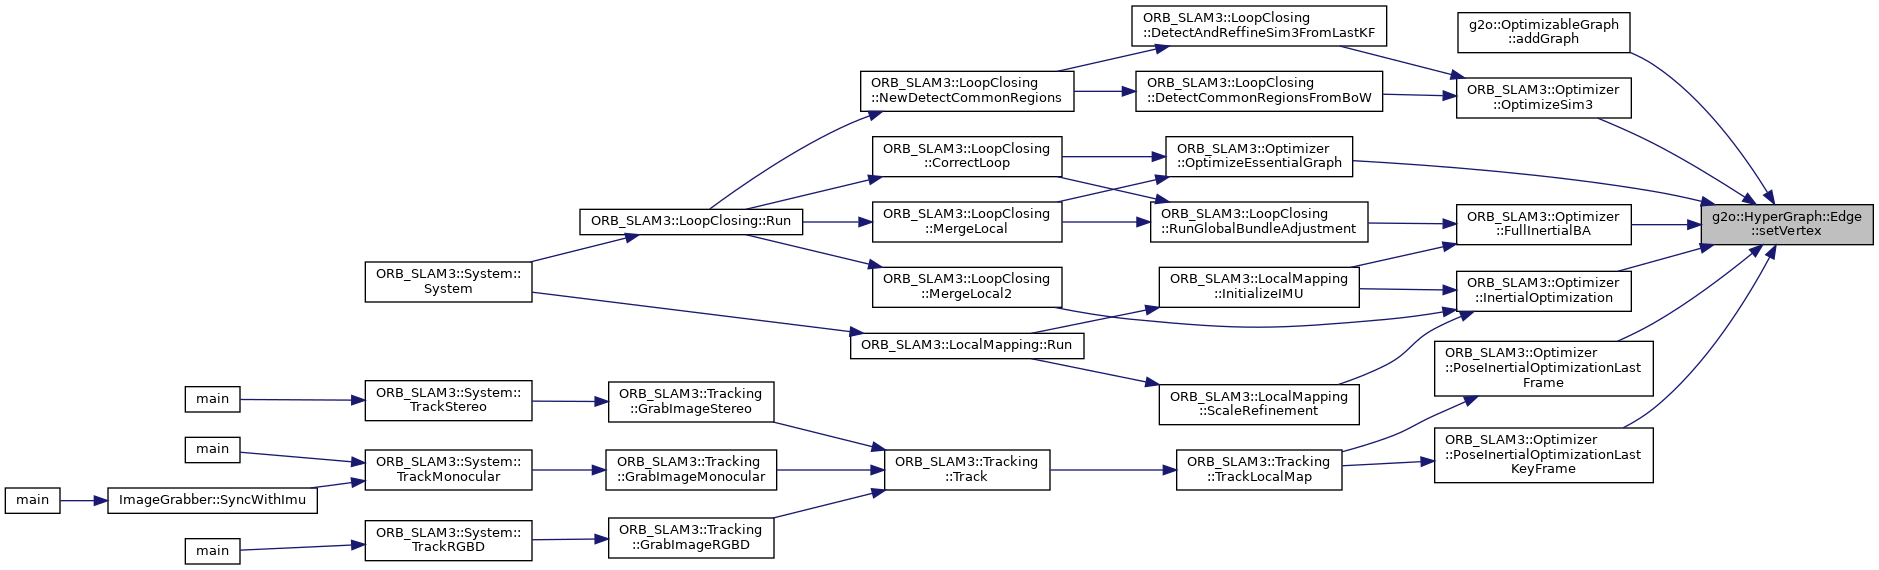 ORB_SLAM3::LoopClosing
::DetectAndReffineSim3FromLastKF
g2o::OptimizableGraph
::addGraph
ORB_SLAM3::LoopClosing
::NewDetectCommonRegions
ORB_SLAM3::LoopClosing
::DetectCommonRegionsFromBoW
ORB_SLAM3::Optimizer
::OptimizeSim3
ORB_SLAM3::LoopClosing
::CorrectLoop
ORB_SLAM3::Optimizer
::OptimizeEssentialGraph
ORB_SLAM3::LoopClosing::Run
ORB_SLAM3::LoopClosing
::MergeLocal
ORB_SLAM3::LoopClosing
::RunGlobalBundleAdjustment
ORB_SLAM3::Optimizer
::FullInertialBA
g2o::HyperGraph::Edge
::setVertex
ORB_SLAM3::System::
System
ORB_SLAM3::LoopClosing
::MergeLocal2
ORB_SLAM3::LocalMapping
::InitializeIMU
ORB_SLAM3::Optimizer
::InertialOptimization
ORB_SLAM3::LocalMapping::Run
ORB_SLAM3::Optimizer
::PoseInertialOptimizationLast
Frame
main
ORB_SLAM3::System::
TrackStereo
ORB_SLAM3::Tracking
::GrabImageStereo
ORB_SLAM3::LocalMapping
::ScaleRefinement
main
ORB_SLAM3::System::
TrackMonocular
ORB_SLAM3::Tracking
::GrabImageMonocular
ORB_SLAM3::Tracking
::Track
ORB_SLAM3::Tracking
::TrackLocalMap
ORB_SLAM3::Optimizer
::PoseInertialOptimizationLast
KeyFrame
main
ImageGrabber::SyncWithImu
main
ORB_SLAM3::System::
TrackRGBD
ORB_SLAM3::Tracking
::GrabImageRGBD